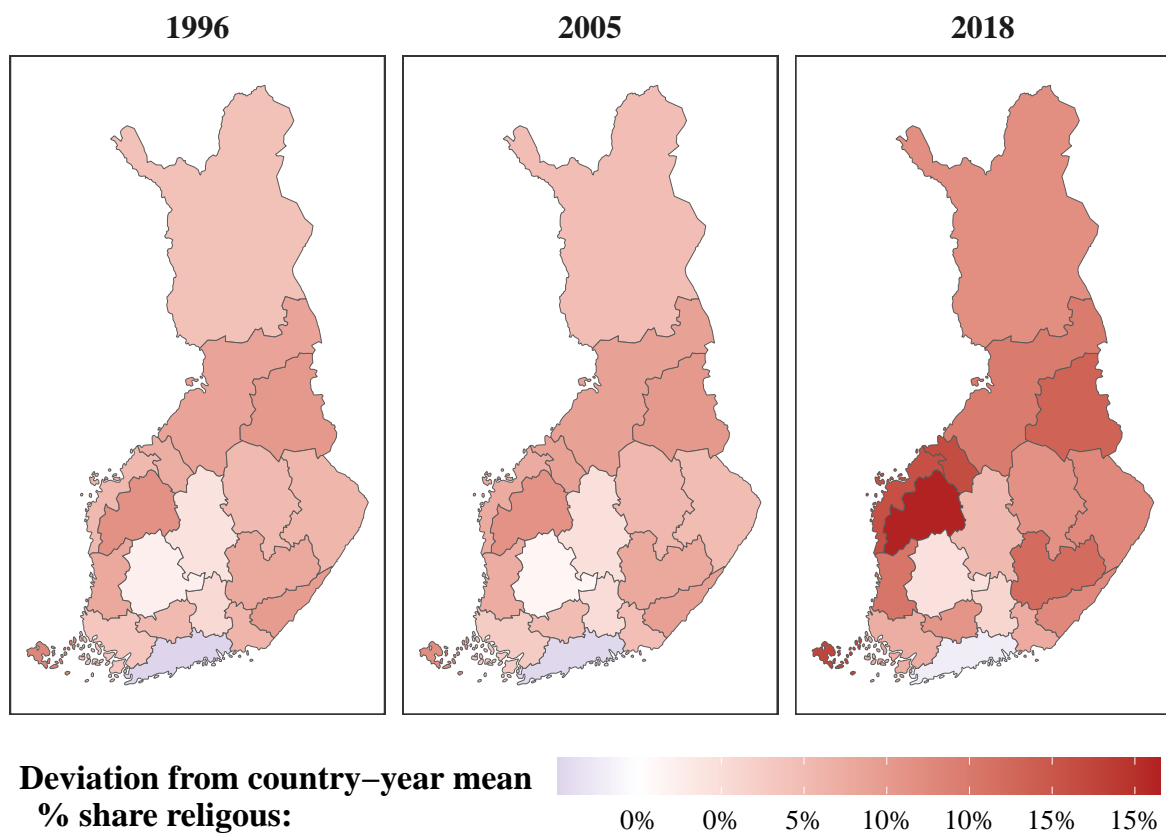 1996 2005 2018
Deviation from country−year mean
% share religous:
0% 0% 5% 10% 10% 15% 15%